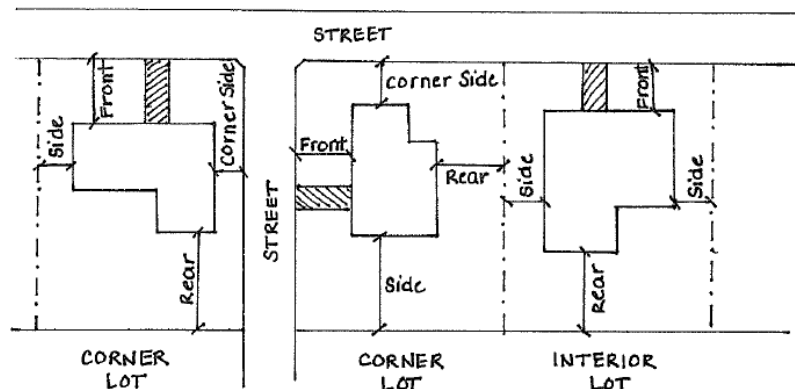 STREET
Front
Side
Corner Side
Rear
STREET
Corner Side
Front
Rear
Side
Front
Side
Side
Rear
CORNER
LOT
CORNER
LOT
INTERIOR
LOT